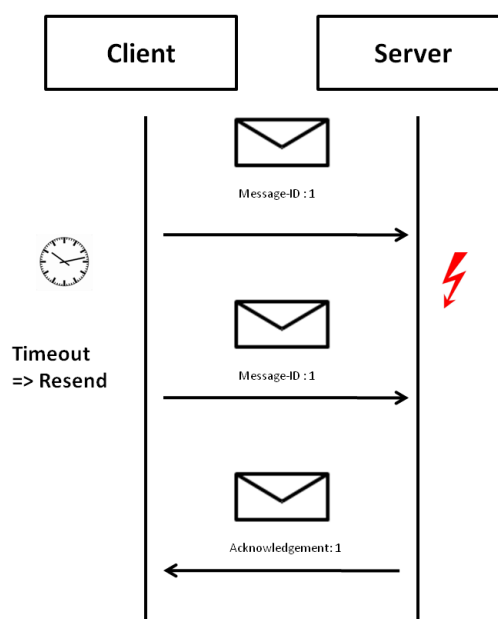 Client
Server
Message-ID : 1
Timeout
=> Resend
Message-ID : 1
Acknowledgement: 1